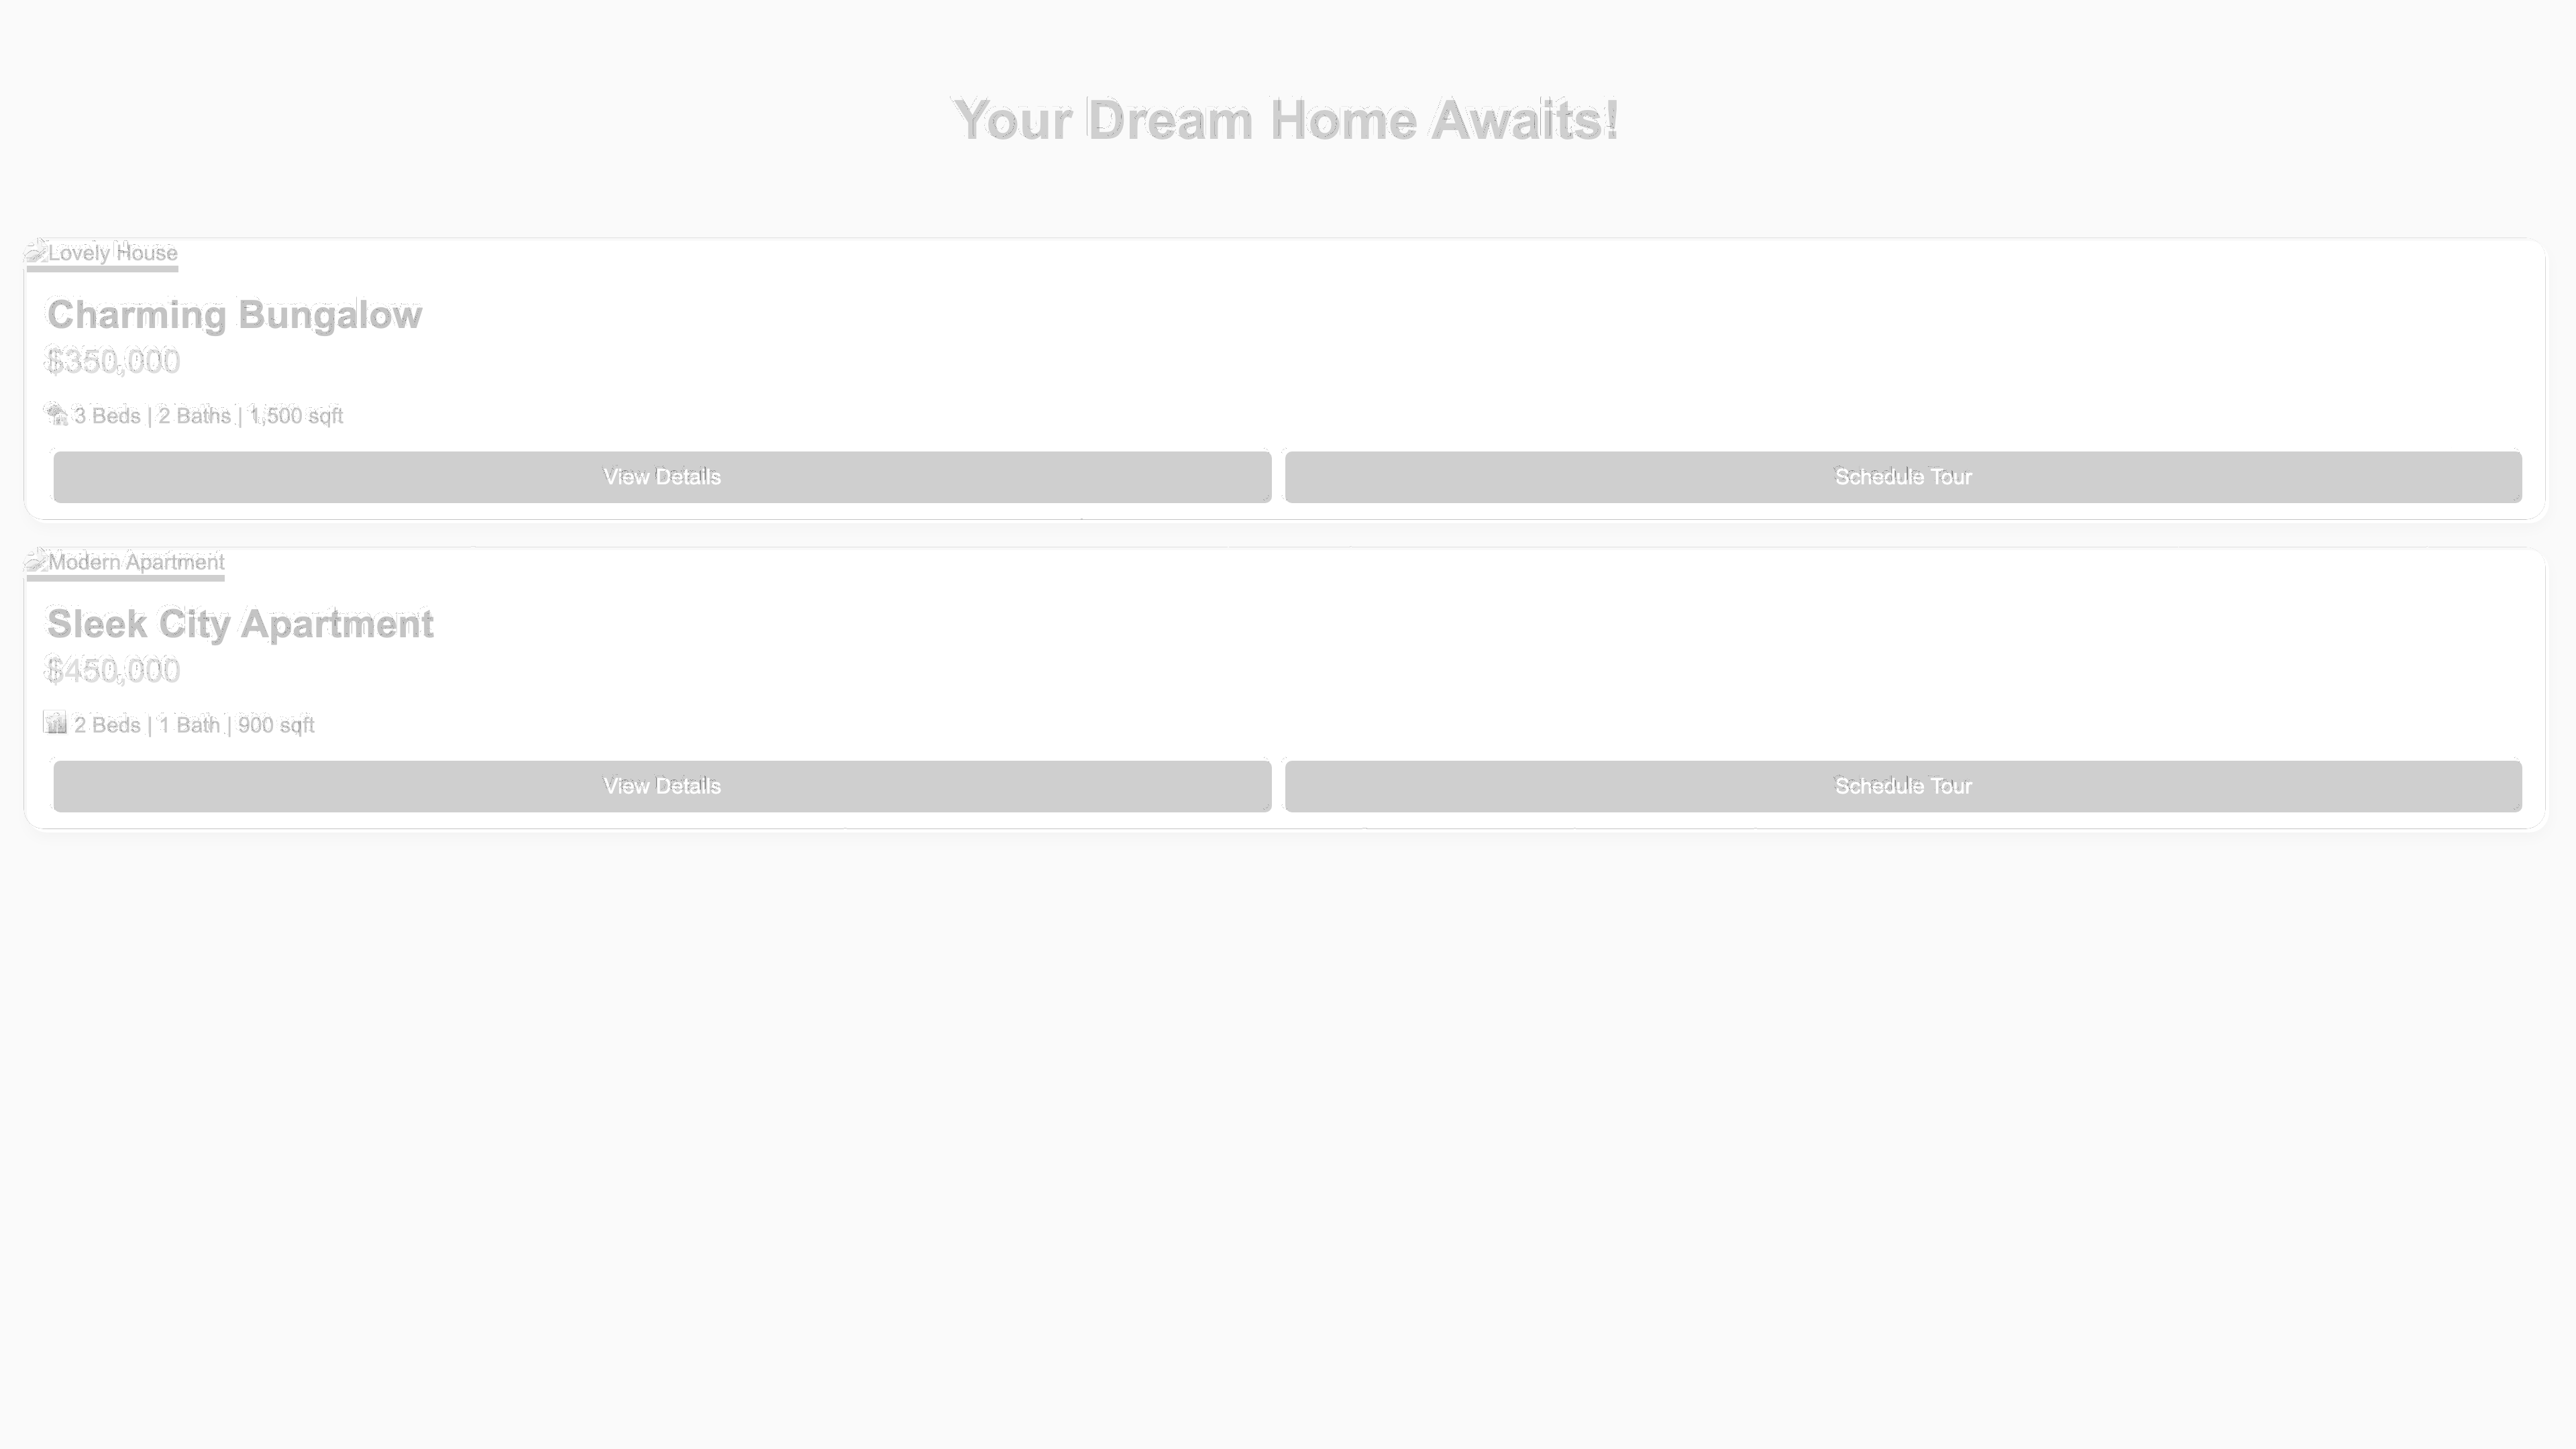 Your Dream Home Awaits!
Lovely House
Charming Bungalow
$350,000
3 Beds | 2 Baths | 1,500 sqft
View Details
Schedule Tour
Modern Apartment
Sleek City Apartment
$450,000
2 Beds | 1 Bath | 900 sqft
View Details
Schedule Tour